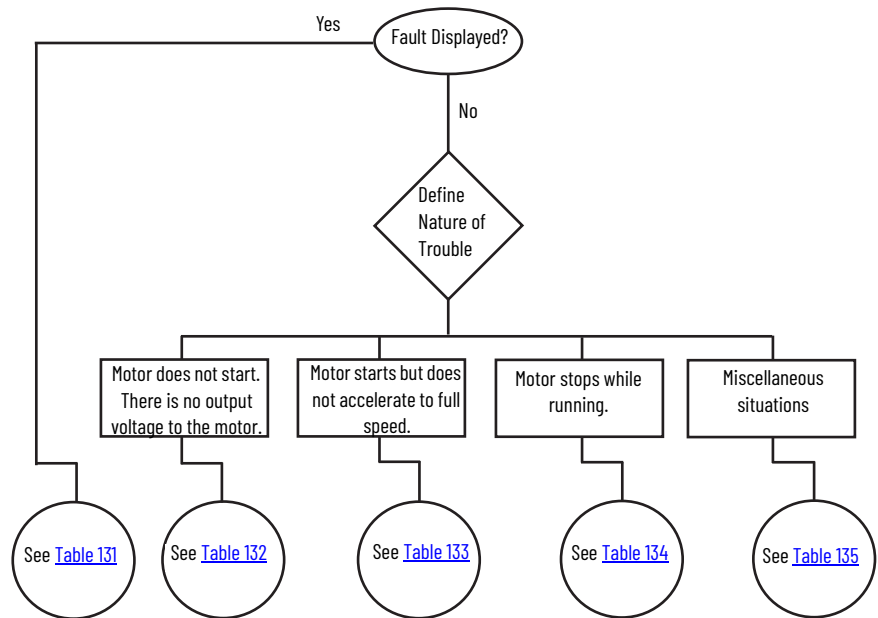 Fault Displayed?
Yes
No
Define
Nature of
Trouble
Motor does not start.
There is no output
voltage to the motor.
Motor starts but does
not accelerate to full
speed.
Motor stops while
running.
Miscellaneous
situations
See Table 131
See Table 132
See Table 133
See Table 134
See Table 135